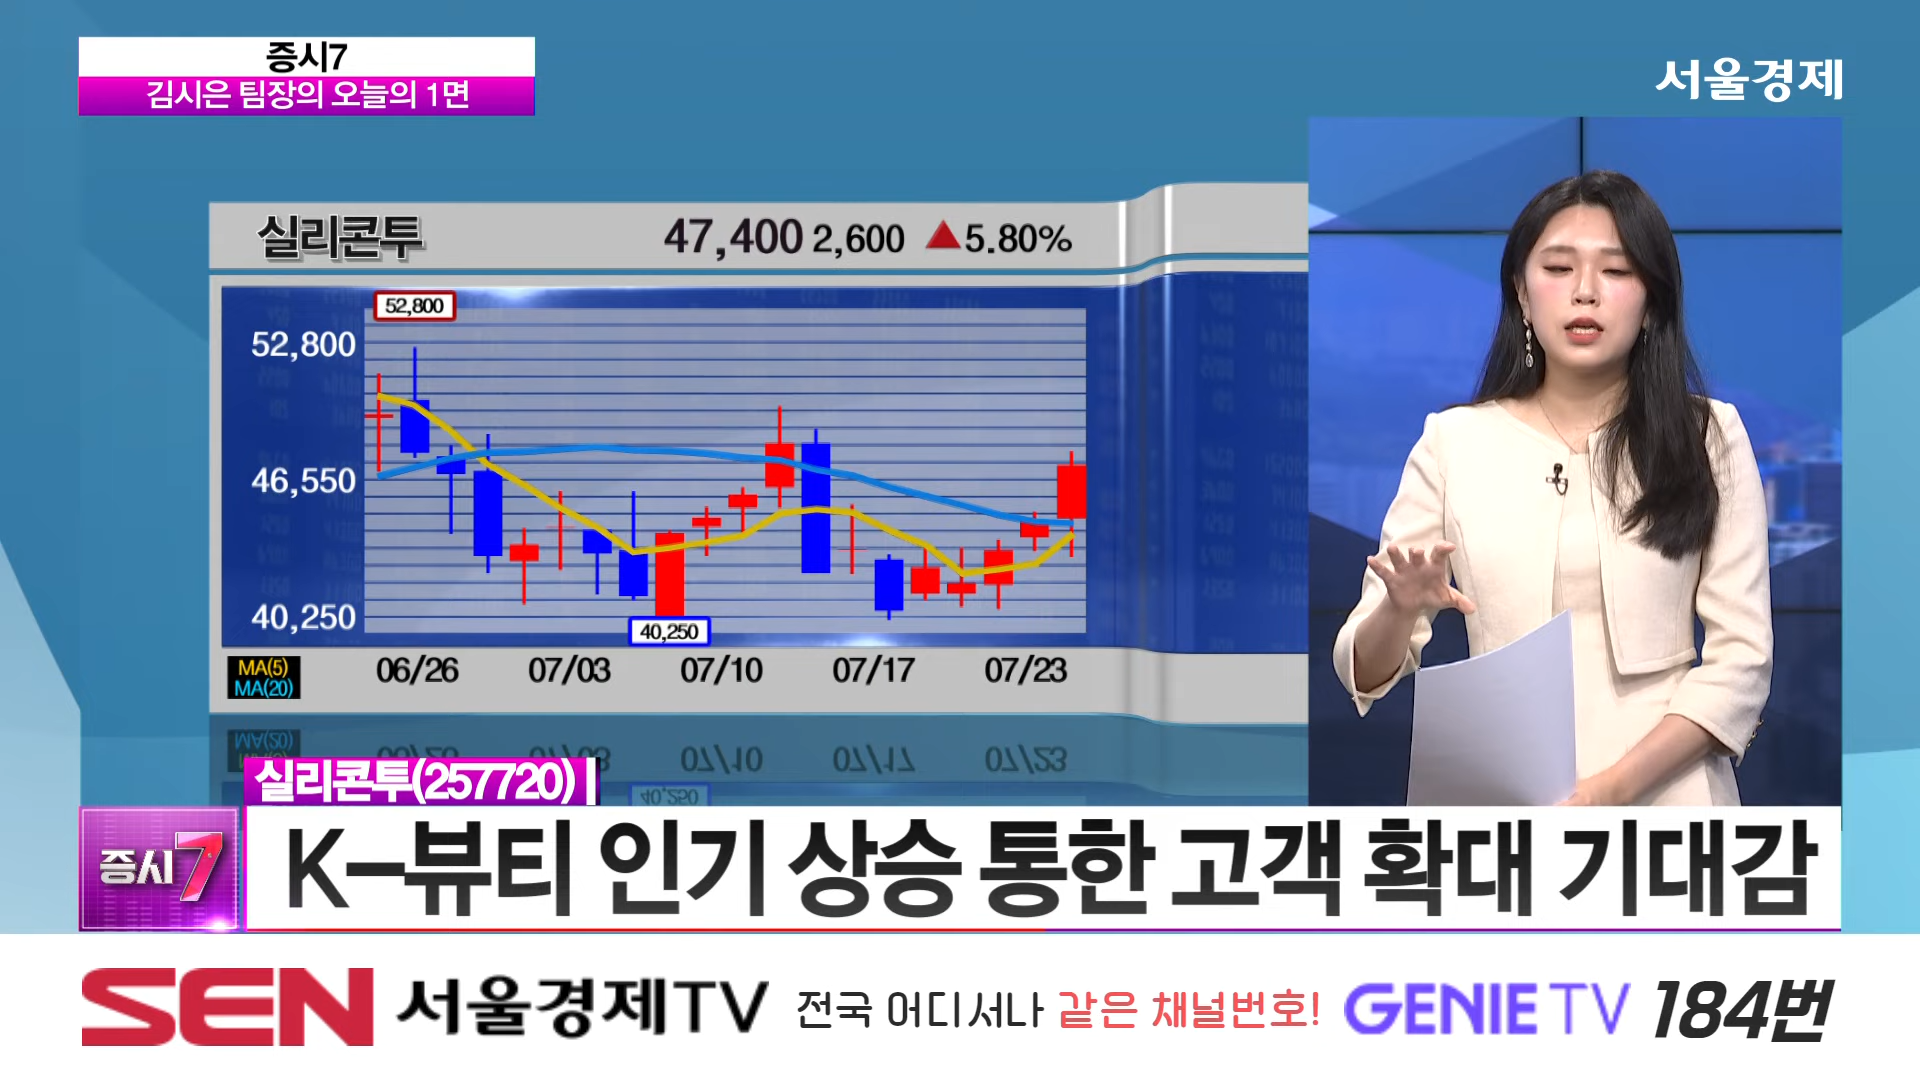 증시7
김시은 팀장의 오늘의 1면
서울경제
실리콘투 47,400 2,600 ▲5.80%
52,800
52,800
46,550
40,250
40,250
MA(5)
MA(20)
06/26 07/03 07/10 07/17 07/23
실리콘투(257720)
증시7
K-뷰티 인기 상승 통한 고객 확대 기대감
SEN 서울경제TV 전국 어디서나 같은 채널번호! GENIE TV 184번